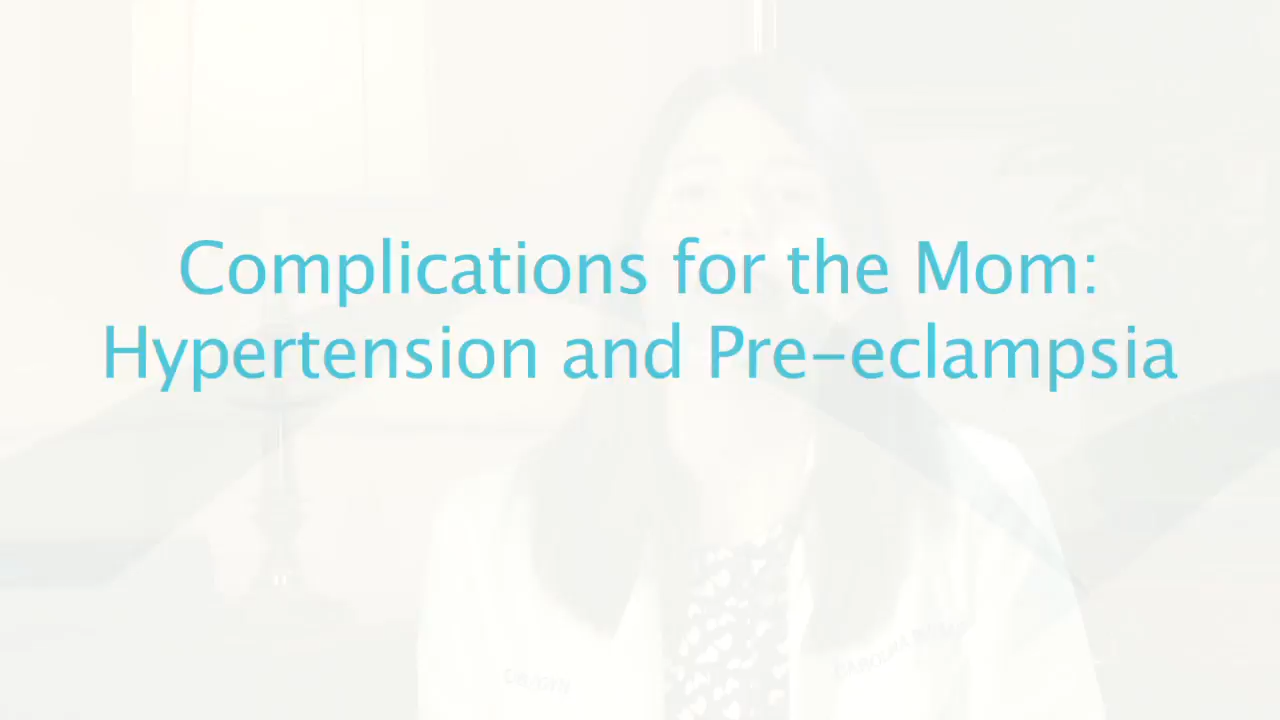 Complications for the Mom:
Hypertension and Pre-eclampsia